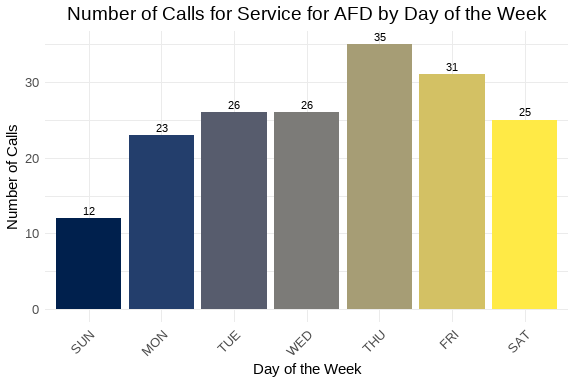 Number of Calls for Service for AFD by Day of the Week
Number of Calls
30
20
10
0
12
23
26
26
35
31
25
SUN
MON
TUE
WED
THU
FRI
SAT
Day of the Week